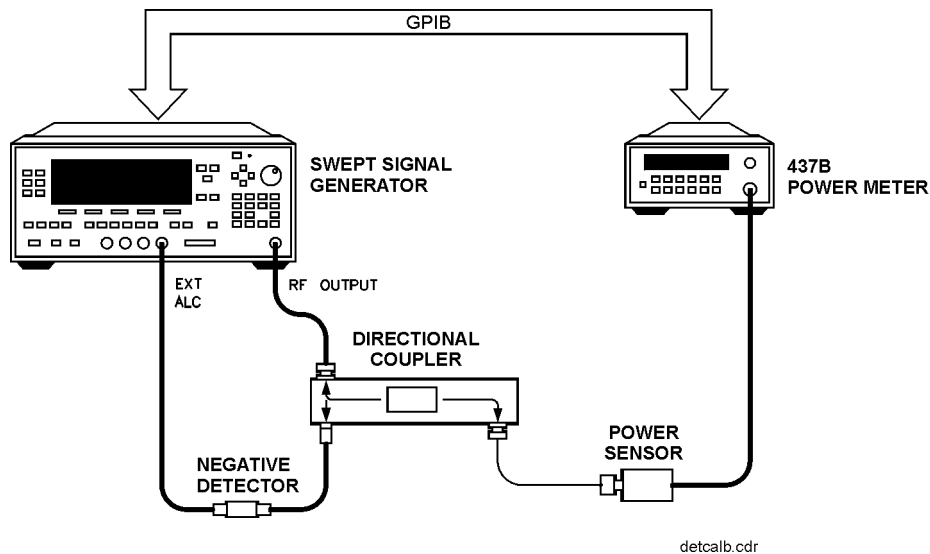 GPIB
SWEPT SIGNAL
GENERATOR
437B
POWER METER
EXT
ALC
RF OUTPUT
DIRECTIONAL
COUPLER
POWER
SENSOR
NEGATIVE
DETECTOR
detcalb.cdr